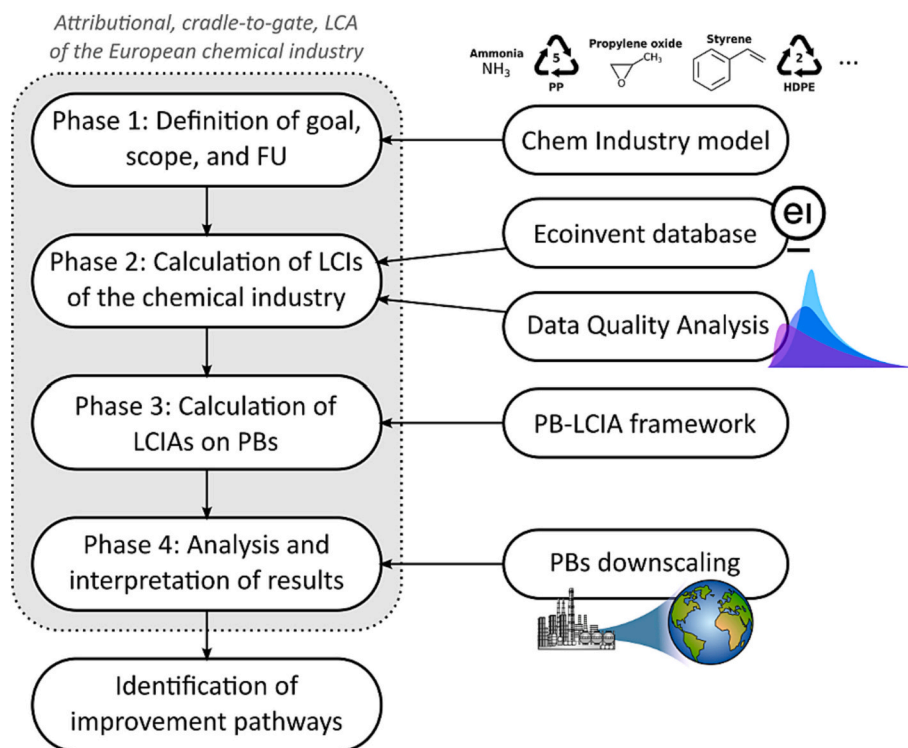 Attributional, cradle-to-gate, LCA
of the European chemical industry
Ammonia
NH3
5
PP
Propylene oxide
CH3
O
Styrene
2
HDPE
...
Phase 1: Definition of goal,
scope, and FU
Chem Industry model
Phase 2: Calculation of LCIs
of the chemical industry
Ecoinvent database
eI
Data Quality Analysis
Phase 3: Calculation of
LCIAs on PBs
PB-LCIA framework
Phase 4: Analysis and
interpretation of results
PBs downscaling
Identification of
improvement pathways